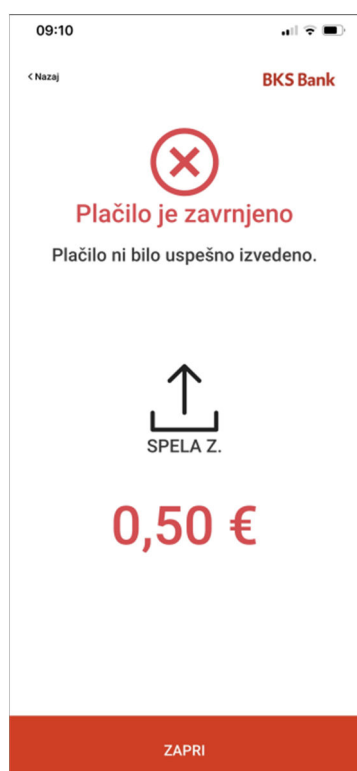 09:10
< Nazaj
BKS Bank
Plačilo je zavrnjeno
Plačilo ni bilo uspešno izvedeno.
SPELA Z.
0,50 €
ZAPRI